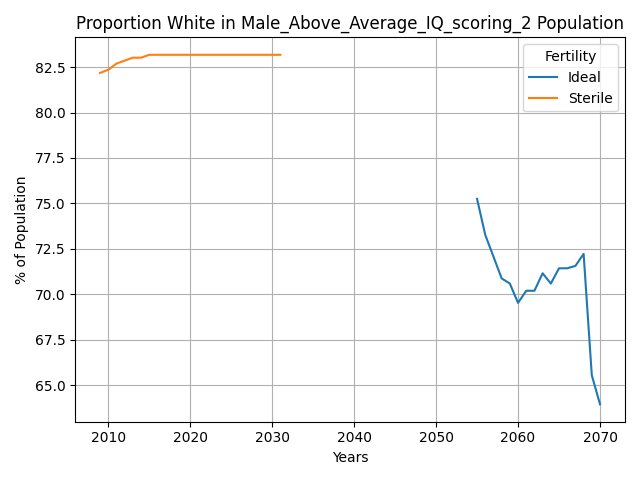 Proportion White in Male_Above_Average_IQ_scoring_2 Population
Fertility
Ideal
Sterile
% of Population
82.5
80.0
77.5
75.0
72.5
70.0
67.5
65.0
2010 2020 2030 2040 2050 2060 2070
Years